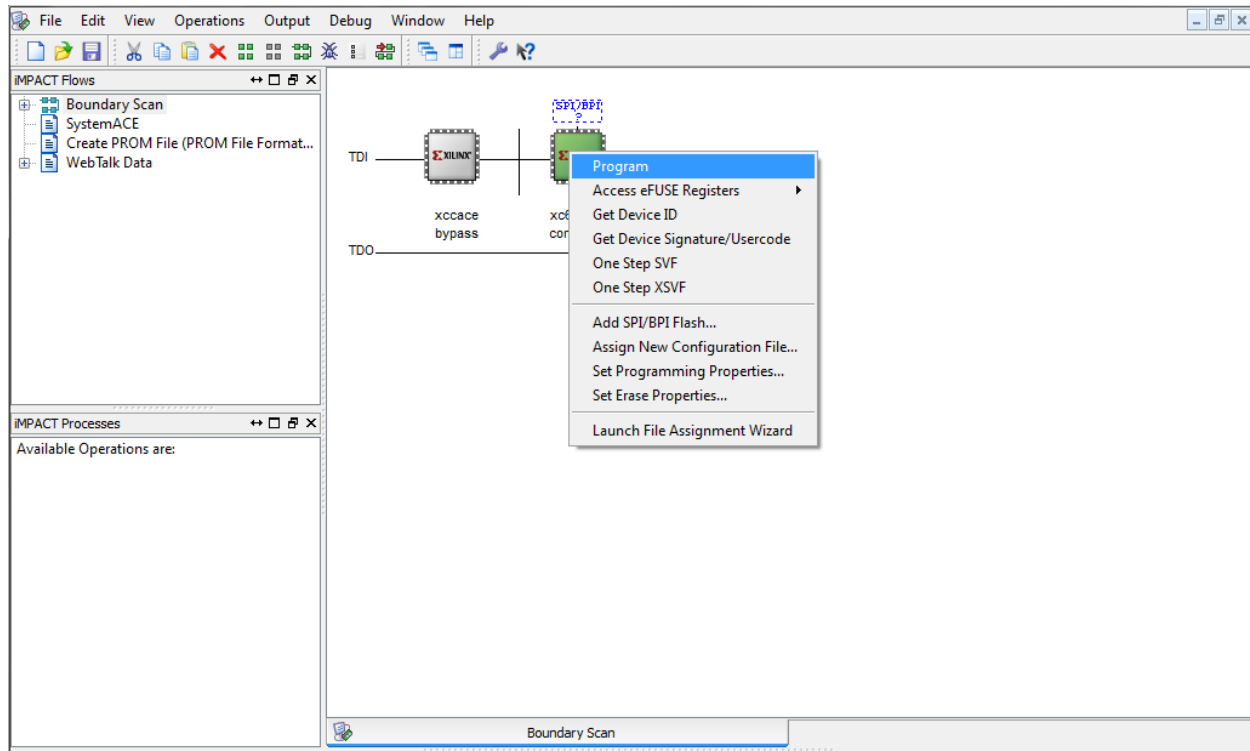 File Edit View Operations Output Debug Window Help
iMPACT Flows
Boundary Scan
SystemACE
Create PROM File (PROM File Format...
WebTalk Data
iMPACT Processes
Available Operations are:
SPI/BPI
?
TDI
XILINX
xccace
bypass
TDO
Program
Access eFUSE Registers
Get Device ID
Get Device Signature/Usercode
One Step SVF
One Step XSVF
Add SPI/BPI Flash...
Assign New Configuration File...
Set Programming Properties...
Set Erase Properties...
Launch File Assignment Wizard
Boundary Scan